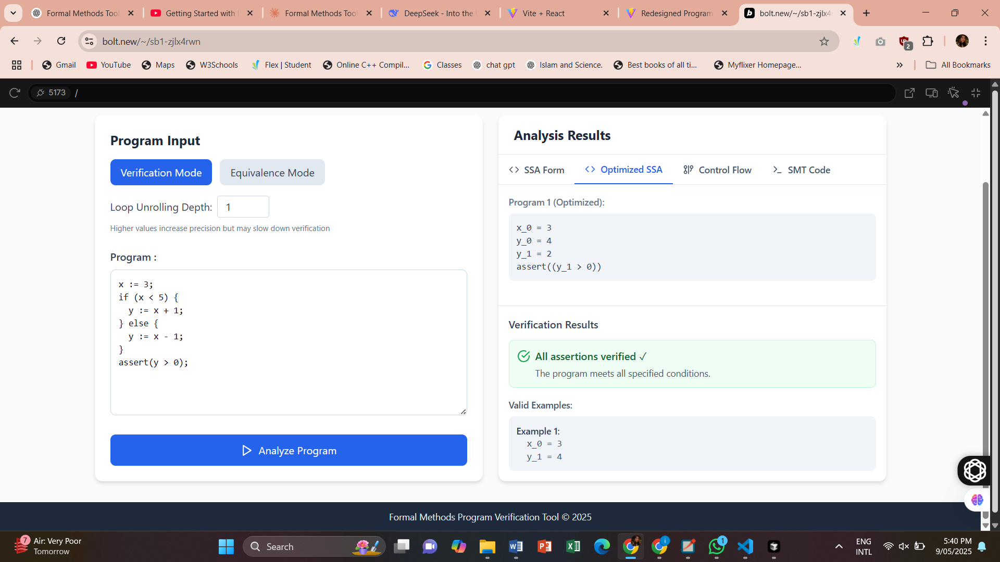 Formal Methods Tool
Getting Started with
Formal Methods Tool
DeepSeek - Into the
Vite + React
Redesigned Program
bolt.new/~/sb1-zjlx4
bolt.new/~/sb1-zjlx4rwn
2
Gmail
YouTube
Maps
W3Schools
Flex | Student
Online C++ Compil...
Classes
chat gpt
Islam and Science.
Best books of all ti...
Myflixer Homepage...
All Bookmarks
5173
/
Program Input
Verification Mode
Equivalence Mode
Loop Unrolling Depth:
1
Higher values increase precision but may slow down verification
Program :
x := 3;
if (x < 5) {
y := x + 1;
} else {
y := x - 1;
}
assert(y > 0);
Analyze Program
Analysis Results
SSA Form
Optimized SSA
Control Flow
SMT Code
Program 1 (Optimized):
x_0 = 3
y_0 = 4
y_1 = 2
assert((y_1 > 0))
Verification Results
All assertions verified ✓
The program meets all specified conditions.
Valid Examples:
Example 1:
x_0 = 3
y_1 = 4
Formal Methods Program Verification Tool © 2025
7
Air: Very Poor
Tomorrow
Search
1
ENG
INTL
5:40 PM
9/05/2025